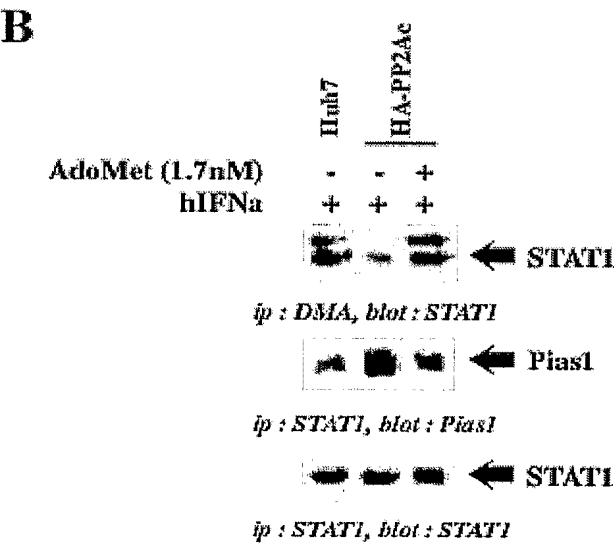 B
Huh7
HA-PP2Ac
AdoMet (1.7nM) - - +
hIFNa + + +
STAT1
ip : DMA, blot : STAT1
Pias1
ip : STAT1, blot : Pias1
STAT1
ip : STAT1, blot : STAT1